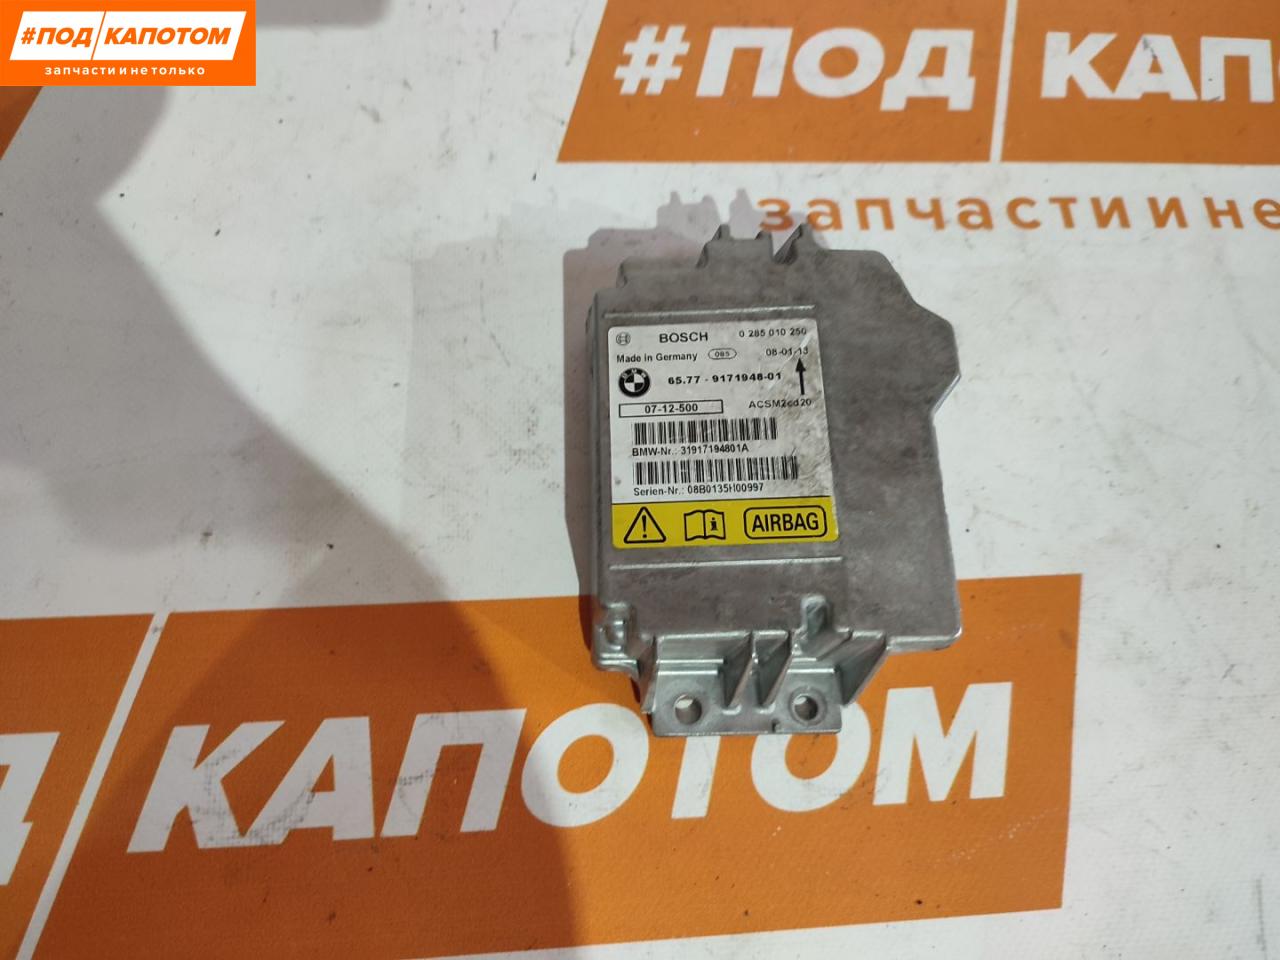 #ПОД КАПОТОМ
запчасти и не только
#ПОД КАП
запчасти и не
BOSCH 0 285 010 250
Made in Germany 085 08-01-13
BMW 65.77 - 9171948-01
07-12-500 ACSM2cd20
BMW-Nr.: 31917194801A
Serien-Nr.: 08B0135H00997
AIRBAG
Д КАПОТОМ